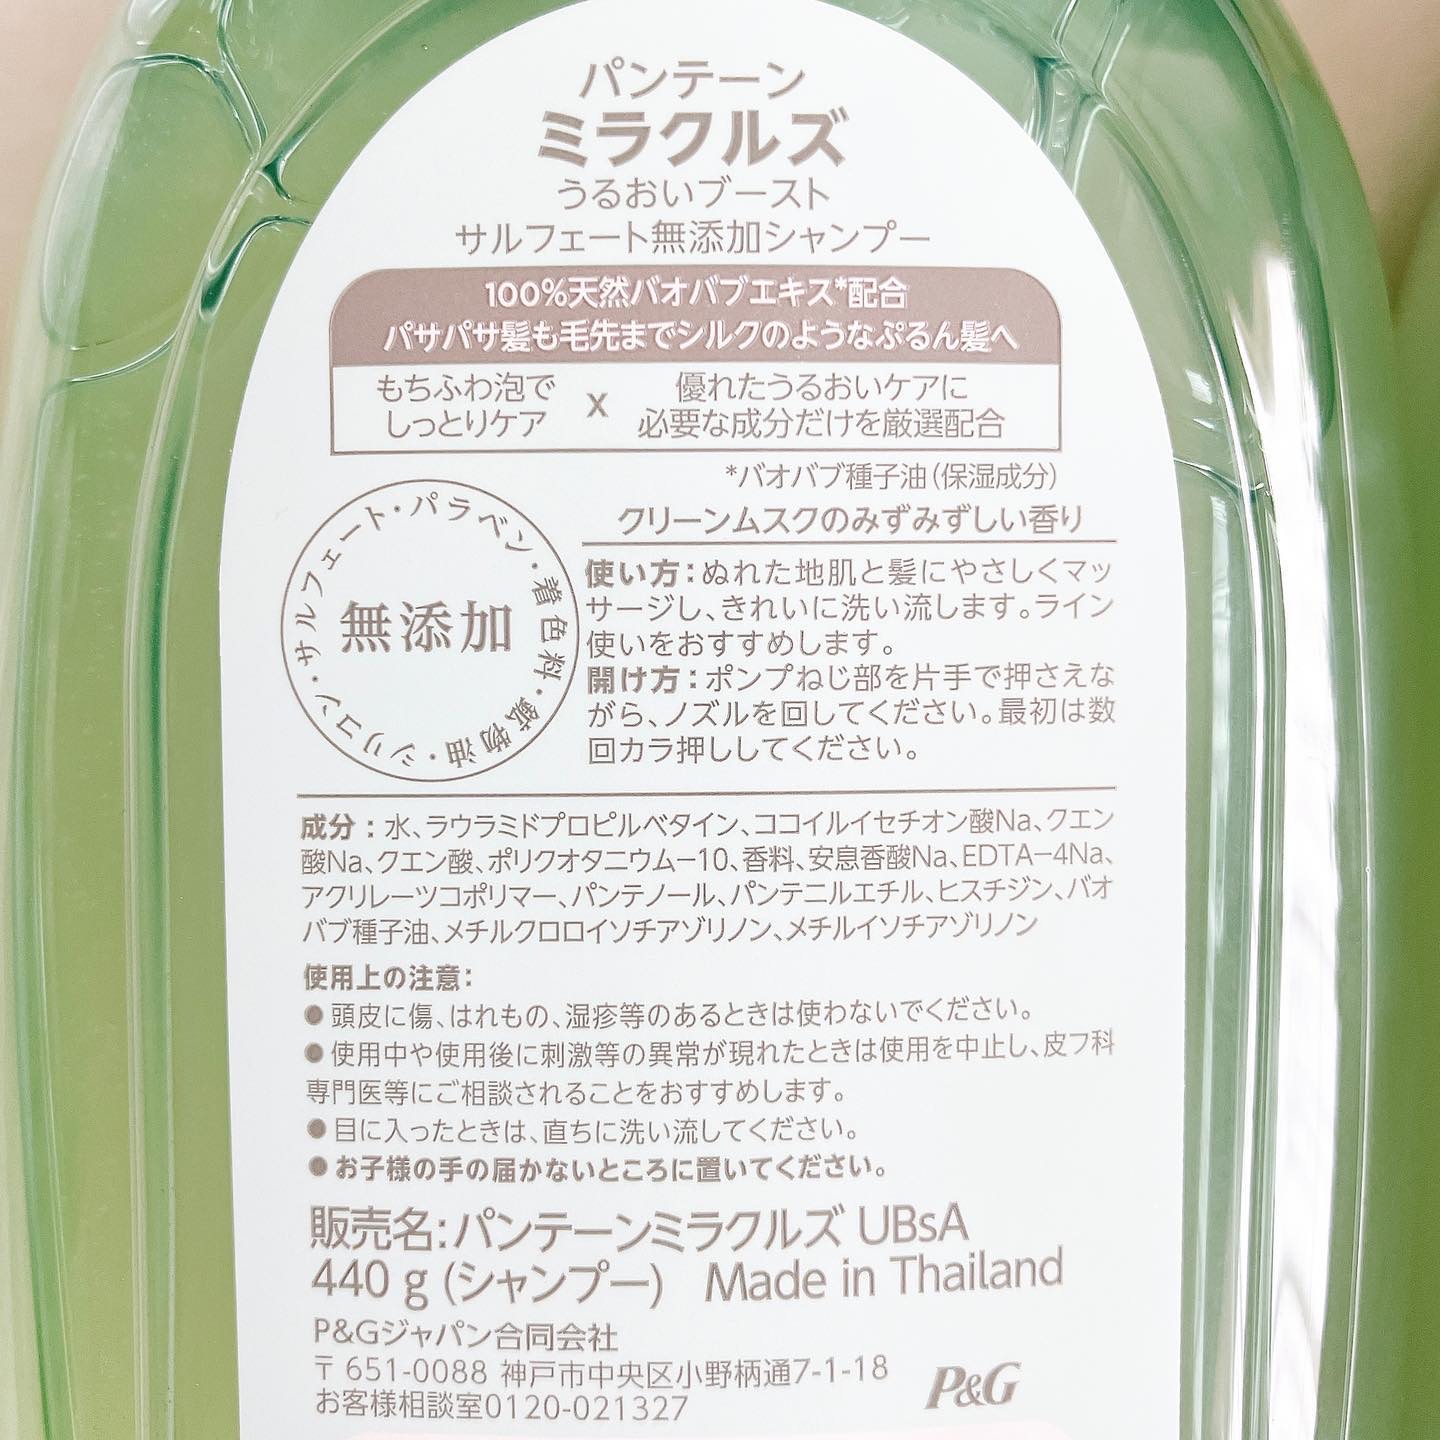 パンテーン
ミラクルズ
うるおいブースト
サルフェート無添加シャンプー
100%天然バオバブエキス*配合
パサパサ髪も毛先までシルクのようなぷるん髪へ
もちふわ泡で
しっとりケア
x
優れたうるおいケアに
必要な成分だけを厳選配合
*バオバブ種子油(保湿成分)
クリーンムスクのみずみずしい香り
シリコン・サルフェート・パラベン・着色料・鉱物油・
無添加
使い方:ぬれた地肌と髪にやさしくマッ
サージし、きれいに洗い流します。ライン
使いをおすすめします。
開け方:ポンプねじ部を片手で押さえな
がら、ノズルを回してください。最初は数
回カラ押ししてください。
成分:水、ラウラミドプロピルベタイン、ココイルイセチオン酸Na、クエン
酸Na、クエン酸、ポリクオタニウム-10、香料、安息香酸Na、EDTA-4Na、
アクリレーツコポリマー、パンテノール、パンテニルエチル、ヒスチジン、バオ
バブ種子油、メチルクロロイソチアゾリノン、メチルイソチアゾリノン
使用上の注意:
●頭皮に傷、はれもの、湿疹等のあるときは使わないでください。
●使用中や使用後に刺激等の異常が現れたときは使用を中止し、皮フ科
専門医等にご相談されることをおすすめします。
●目に入ったときは、直ちに洗い流してください。
●お子様の手の届かないところに置いてください。
販売名:パンテーンミラクルズ UBsA
440 g (シャンプー) Made in Thailand
P&Gジャパン合同会社
〒651-0088 神戸市中央区小野柄通7-1-18
お客様相談室0120-021327
P&G